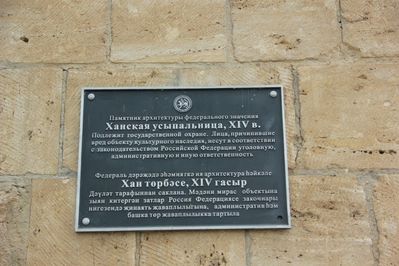 Памятник архитектуры федерального значения
Ханская усыпальница, XIV в.
Подлежит государственной охране. Лица, причинившие
вред объекту культурного наследия, несут в соответствии
с законодательством Российской Федерации уголовную,
административную и иную ответственность
Федераль дәрәҗәдә әһәмияткә ия архитектура һәйкәле
Хан төрбәсе, XIV гасыр
Дәүләт тарафыннан саклана. Мәдәни мирас объектына
зыян китергән затлар Россия Федерациясе законнары
нигезендә җинаять җаваплылыгына, административ һәм
башка төр җаваплылыкка тартыла